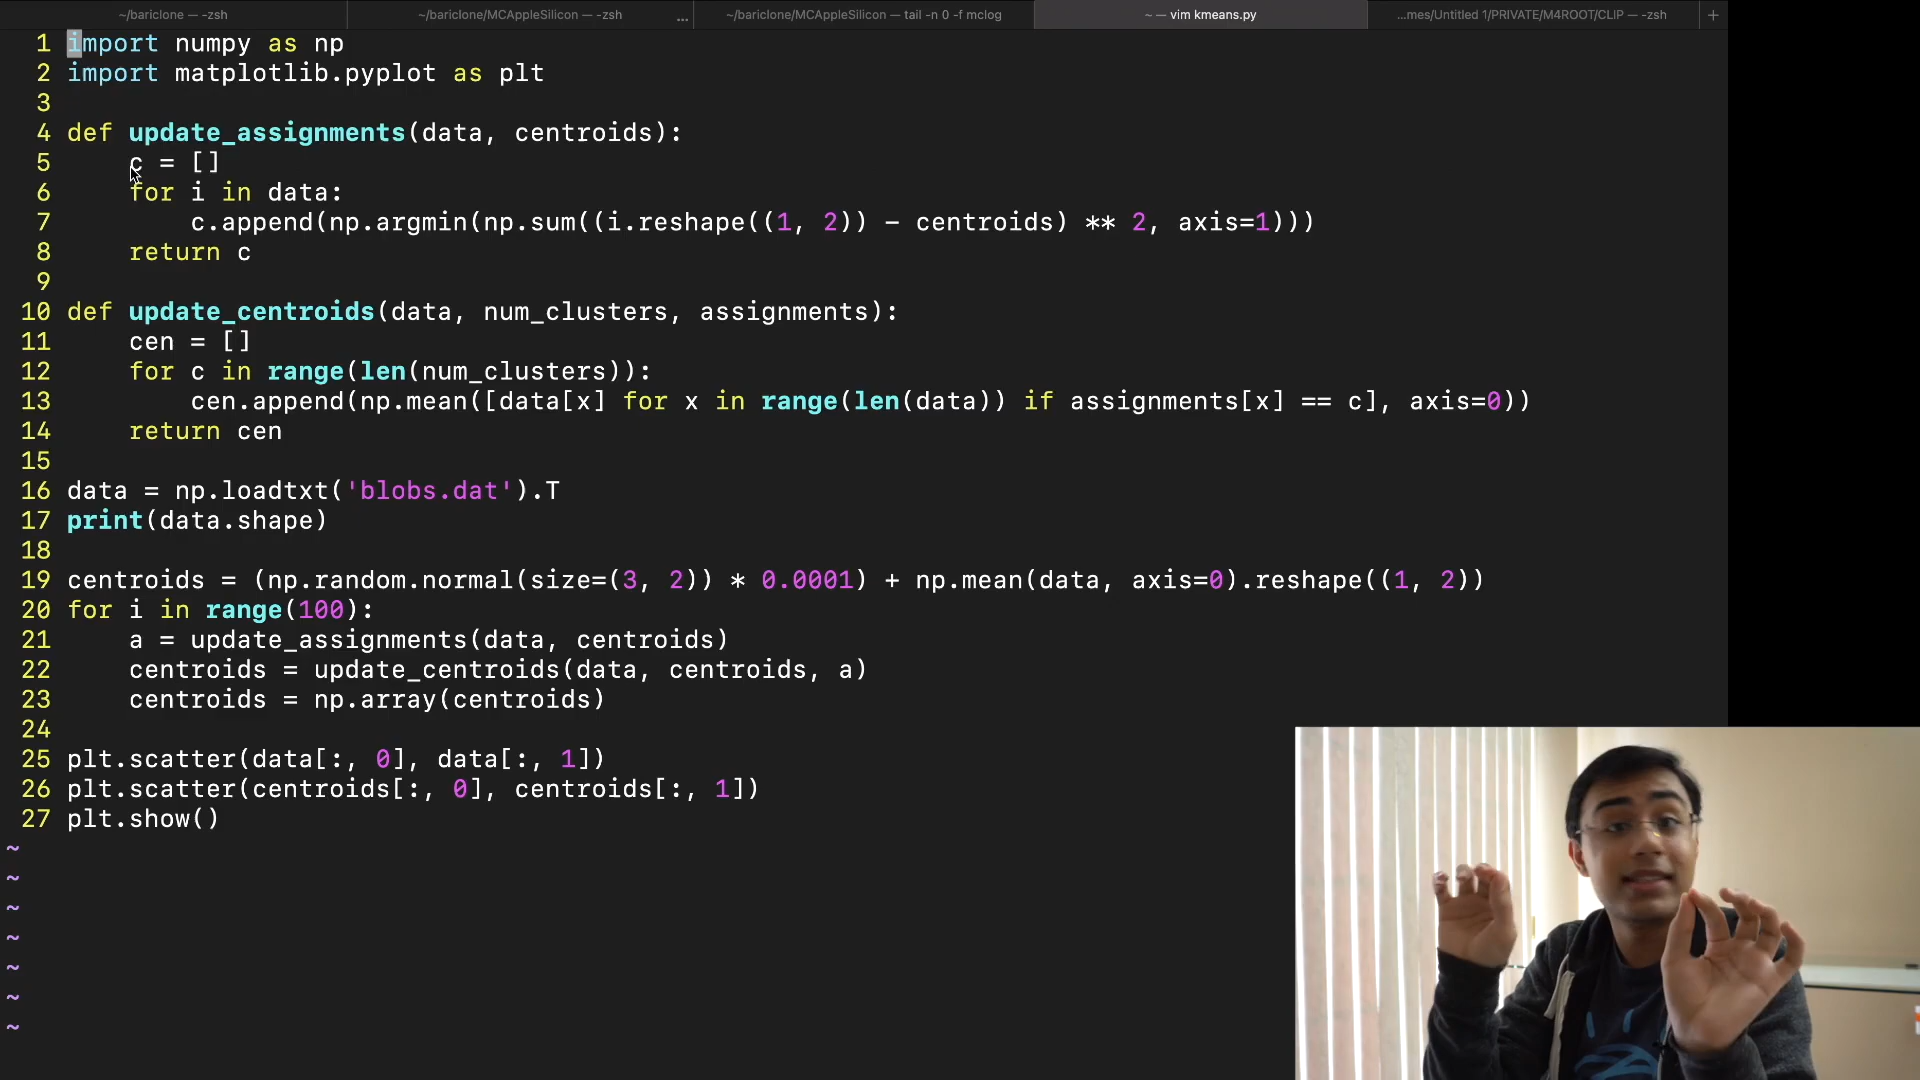 ~/bariclone — -zsh
~/bariclone/MCAppleSilicon — -zsh ...
~/bariclone/MCAppleSilicon — tail -n 0 -f mclog
~ — vim kmeans.py
...mes/Untitled 1/PRIVATE/M4ROOT/CLIP — -zsh +
1 import numpy as np
2 import matplotlib.pyplot as plt
3
4 def update_assignments(data, centroids):
5     c = []
6     for i in data:
7         c.append(np.argmin(np.sum((i.reshape((1, 2)) - centroids) ** 2, axis=1)))
8     return c
9
10 def update_centroids(data, num_clusters, assignments):
11     cen = []
12     for c in range(len(num_clusters)):
13         cen.append(np.mean([data[x] for x in range(len(data)) if assignments[x] == c], axis=0))
14     return cen
15
16 data = np.loadtxt('blobs.dat').T
17 print(data.shape)
18
19 centroids = (np.random.normal(size=(3, 2)) * 0.0001) + np.mean(data, axis=0).reshape((1, 2))
20 for i in range(100):
21     a = update_assignments(data, centroids)
22     centroids = update_centroids(data, centroids, a)
23     centroids = np.array(centroids)
24
25 plt.scatter(data[:, 0], data[:, 1])
26 plt.scatter(centroids[:, 0], centroids[:, 1])
27 plt.show()
~
~
~
~
~
~
~